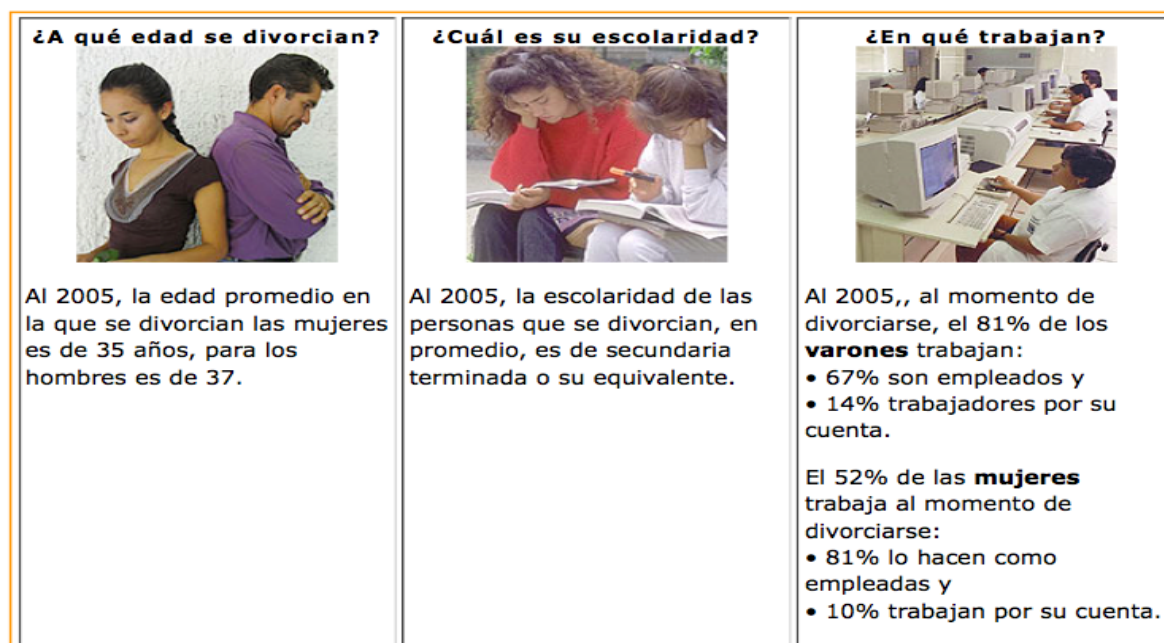 ¿A qué edad se divorcian?
Al 2005, la edad promedio en
la que se divorcian las mujeres
es de 35 años, para los
hombres es de 37.
¿Cuál es su escolaridad?
Al 2005, la escolaridad de las
personas que se divorcian, en
promedio, es de secundaria
terminada o su equivalente.
¿En qué trabajan?
Al 2005,, al momento de
divorciarse, el 81% de los
varones trabajan:
• 67% son empleados y
• 14% trabajadores por su
cuenta.
El 52% de las mujeres
trabaja al momento de
divorciarse:
• 81% lo hacen como
empleadas y
• 10% trabajan por su cuenta.